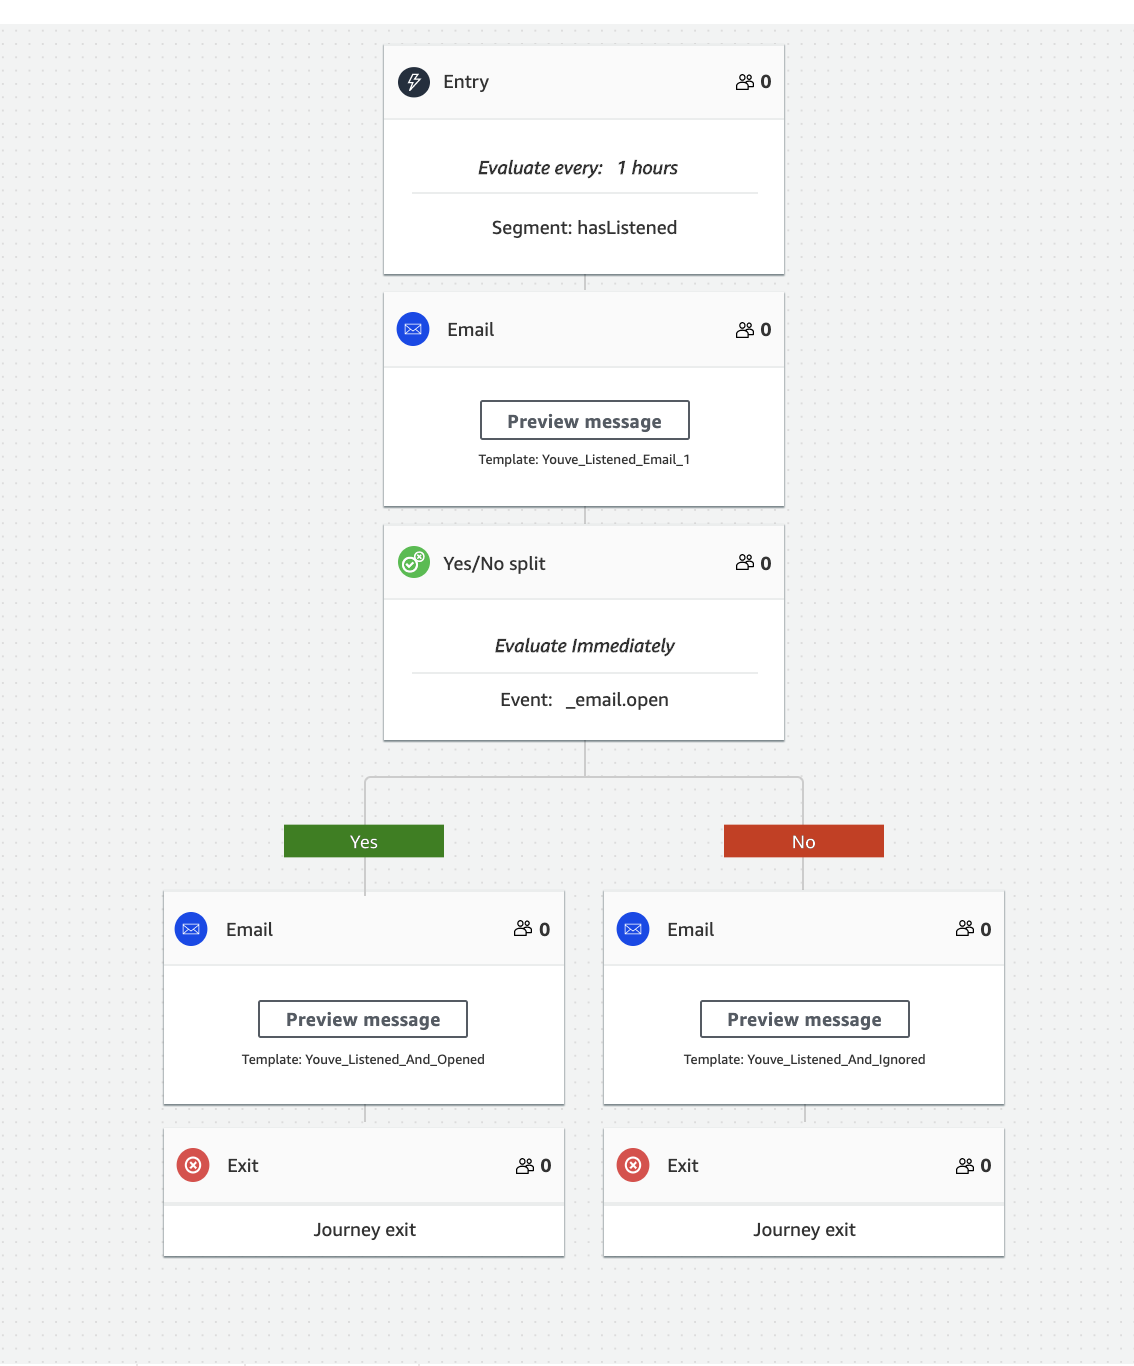 Entry 0
Evaluate every: 1 hours
Segment: hasListened
Email 0
Preview message
Template: Youve_Listened_Email_1
Yes/No split 0
Evaluate Immediately
Event: _email.open
Yes
No
Email 0
Preview message
Template: Youve_Listened_And_Opened
Exit 0
Journey exit
Email 0
Preview message
Template: Youve_Listened_And_Ignored
Exit 0
Journey exit